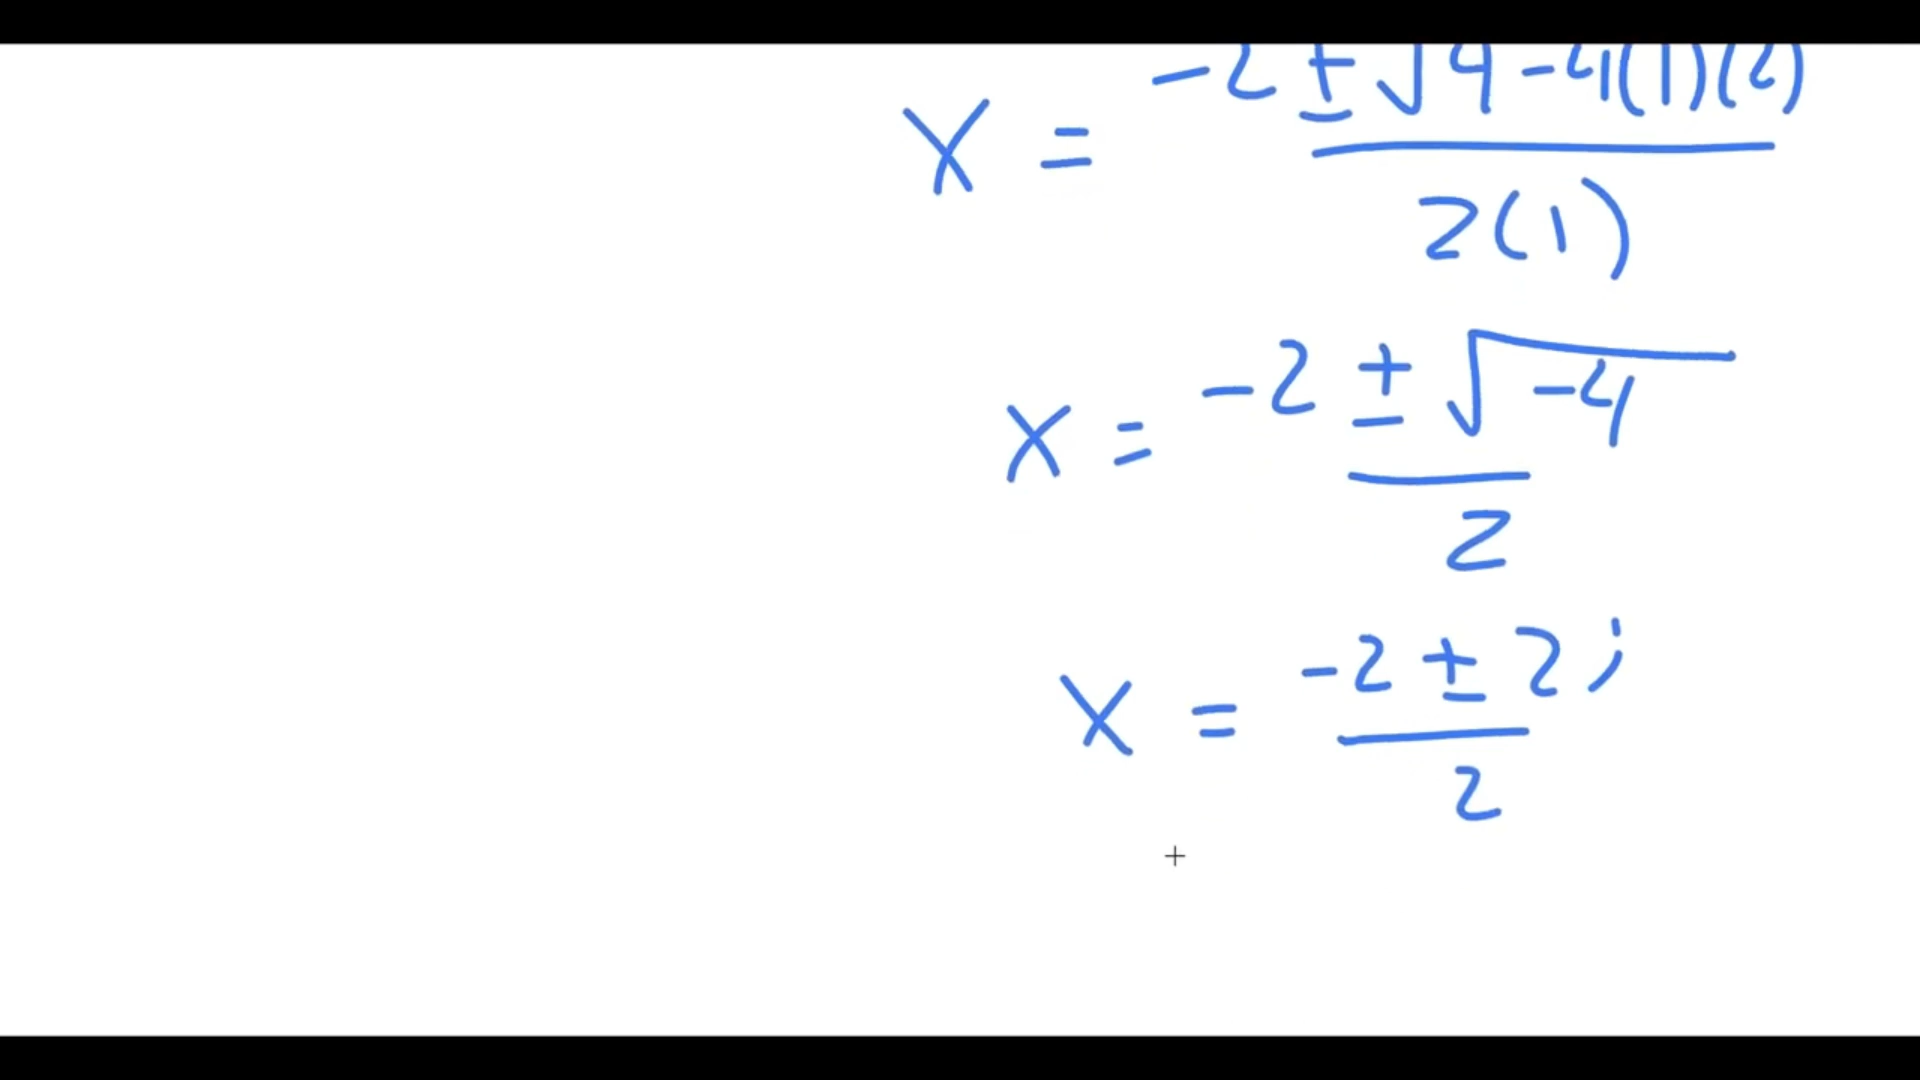 x = -2 ± √4 - 4(1)(2)
2(1)
x = -2 ± √-4
2
x = -2 ± 2i
2